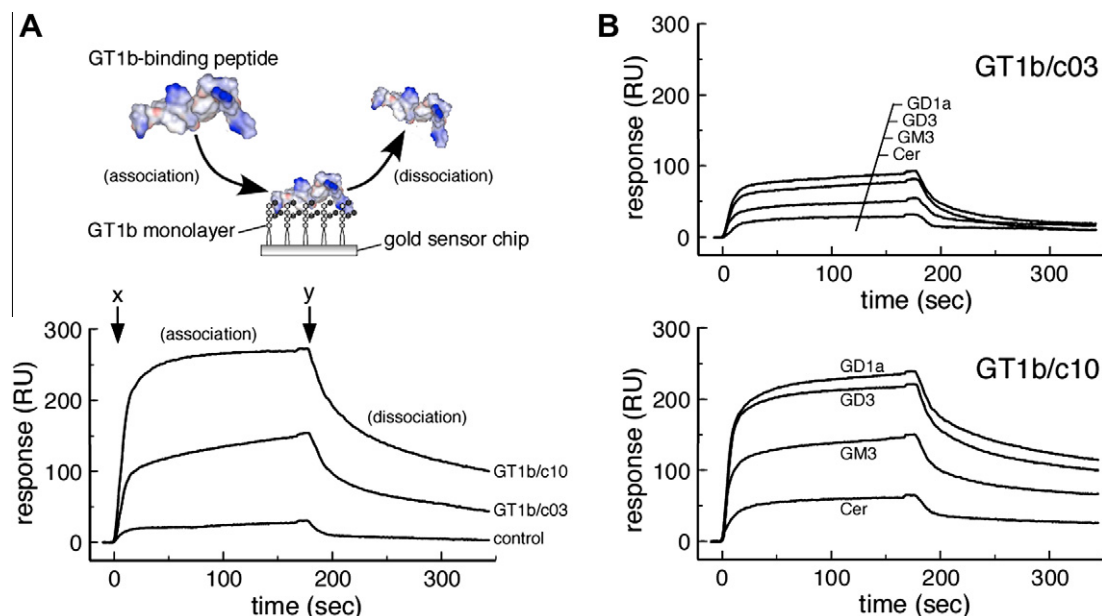 A
GT1b-binding peptide
(association)
(dissociation)
GT1b monolayer
gold sensor chip
x
y
300
200
100
0
response (RU)
(association)
(dissociation)
GT1b/c10
GT1b/c03
control
0
100
200
300
time (sec)
B
GT1b/c03
300
200
100
0
response (RU)
GD1a
GD3
GM3
Cer
0
100
200
300
time (sec)
GT1b/c10
300
200
100
0
response (RU)
GD1a
GD3
GM3
Cer
0
100
200
300
time (sec)